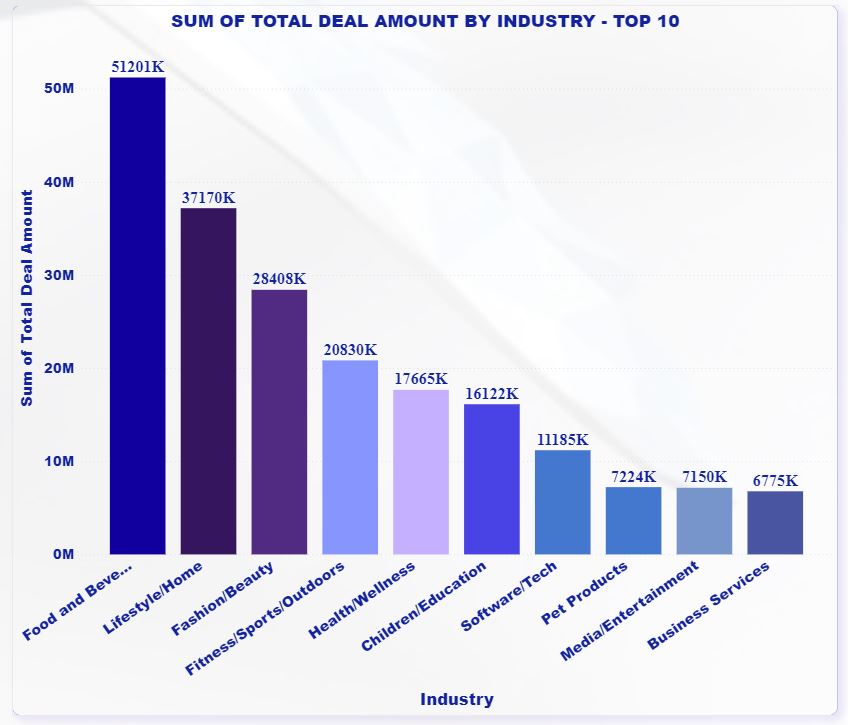 SUM OF TOTAL DEAL AMOUNT BY INDUSTRY - TOP 10
Sum of Total Deal Amount
50M
40M
30M
20M
10M
0M
51201K
37170K
28408K
20830K
17665K
16122K
11185K
7224K
7150K
6775K
Food and Beve...
Lifestyle/Home
Fashion/Beauty
Fitness/Sports/Outdoors
Health/Wellness
Children/Education
Software/Tech
Pet Products
Media/Entertainment
Business Services
Industry